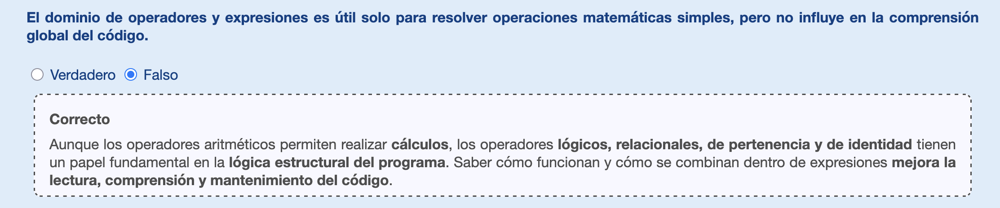 El dominio de operadores y expresiones es útil solo para resolver operaciones matemáticas simples, pero no influye en la comprensión
global del código.
Verdadero Falso
Correcto
Aunque los operadores aritméticos permiten realizar cálculos, los operadores lógicos, relacionales, de pertenencia y de identidad tienen
un papel fundamental en la lógica estructural del programa. Saber cómo funcionan y cómo se combinan dentro de expresiones mejora la
lectura, comprensión y mantenimiento del código.